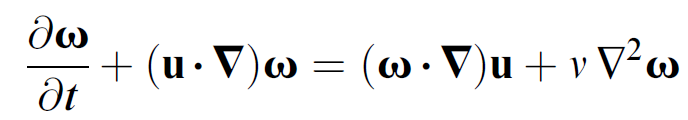 ∂𝛚/∂t + (𝐮 · 𝛁)𝛚 = (𝛚 · 𝛁)𝐮 + ν ∇²𝛚